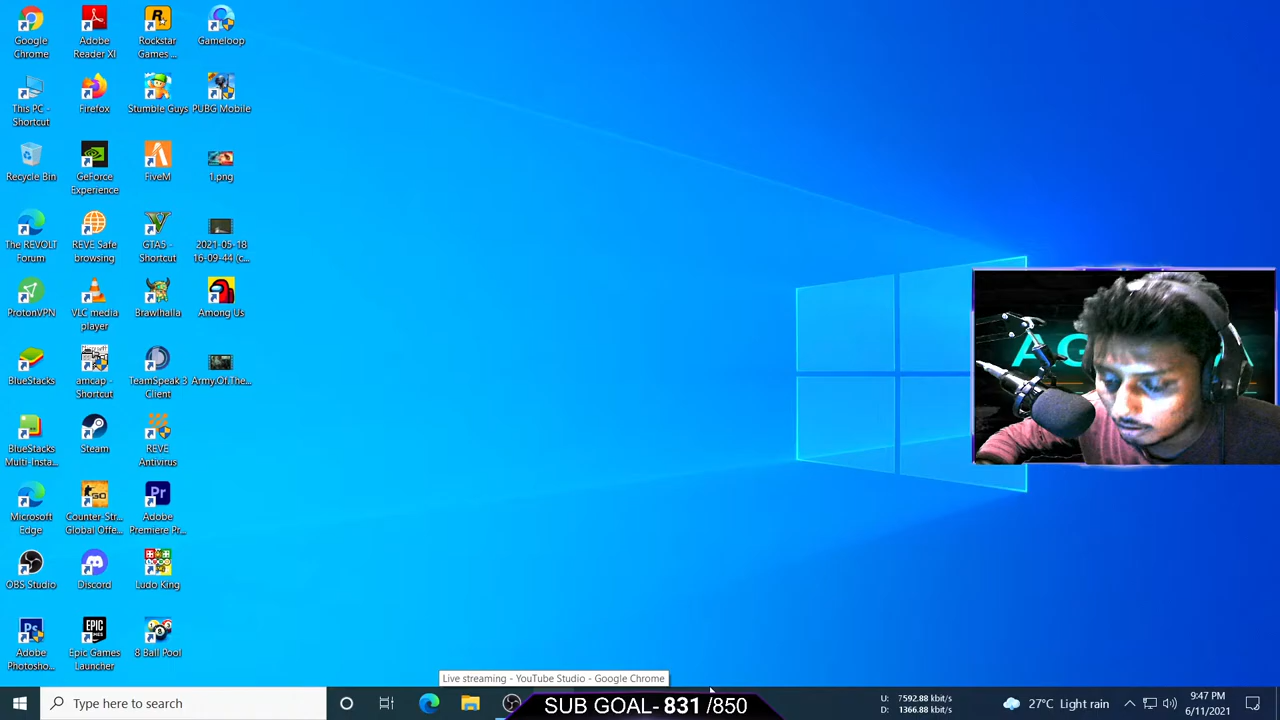 Google
Chrome
Adobe
Reader XI
Rockstar
Games ...
Gameloop
This PC -
Shortcut
Firefox
Stumble Guys
PUBG Mobile
Recycle Bin
GeForce
Experience
FiveM
1.png
The REVOLT
Forum
REVE Safe
browsing
GTA5 -
Shortcut
2021-05-18
16-09-44 (c...
ProtonVPN
VLC media
player
Brawlhalla
Among Us
BlueStacks
amcap -
Shortcut
TeamSpeak 3
Client
Army.Of.The...
BlueStacks
Multi-Insta...
Steam
REVE
Antivirus
Microsoft
Edge
Counter-Str...
Global Offe...
Adobe
Premiere Pr...
OBS Studio
Discord
Ludo King
Adobe
Photosho...
Epic Games
Launcher
8 Ball Pool
Live streaming - YouTube Studio - Google Chrome
Type here to search
SUB GOAL- 831 /850
U: 7592.88 kbit/s
D: 1366.88 kbit/s
27°C Light rain
9:47 PM
6/11/2021